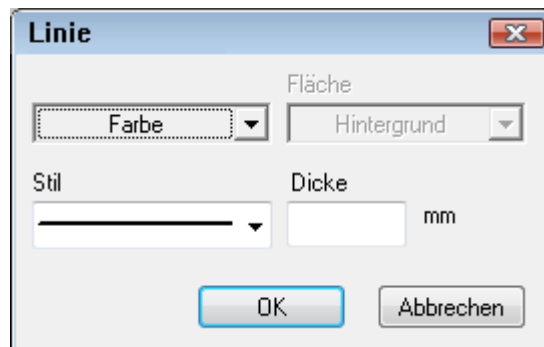 Linie
Fläche
Farbe Hintergrund
Stil Dicke
mm
OK Abbrechen